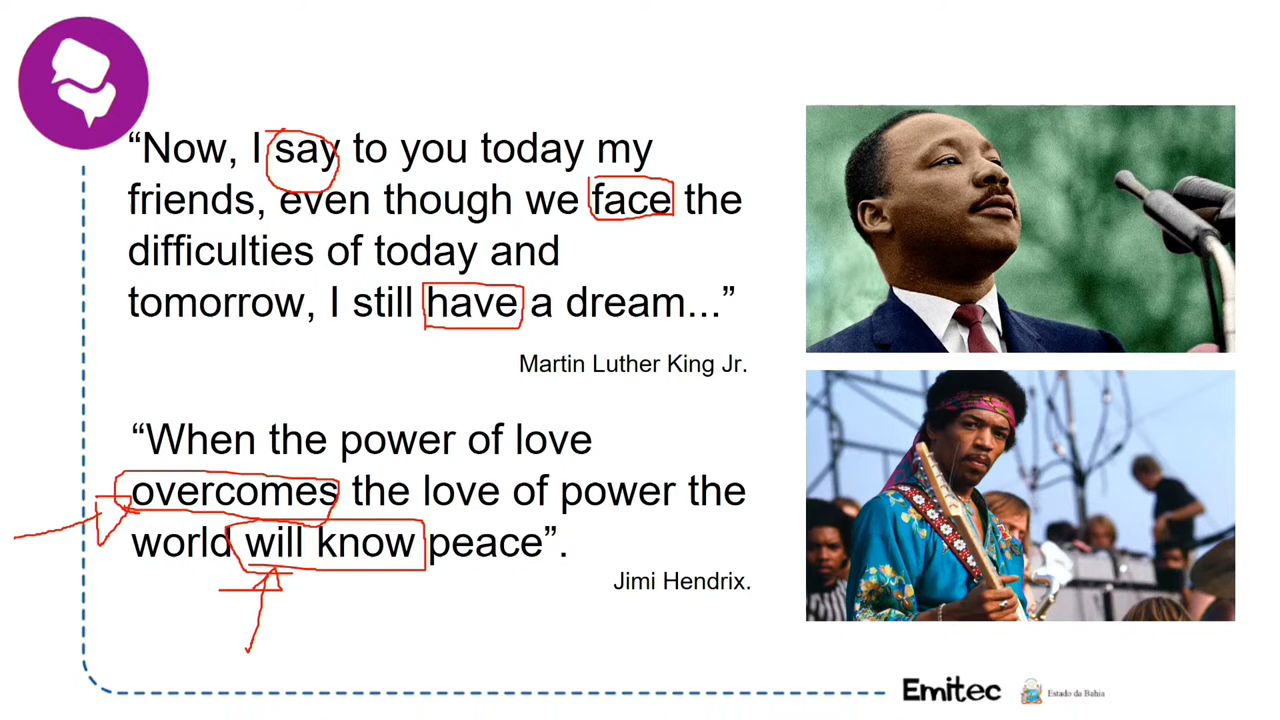 “Now, I say to you today my
friends, even though we face the
difficulties of today and
tomorrow, I still have a dream...”
Martin Luther King Jr.
“When the power of love
overcomes the love of power the
world will know peace”.
Jimi Hendrix.
Emitec
Estado da Bahia